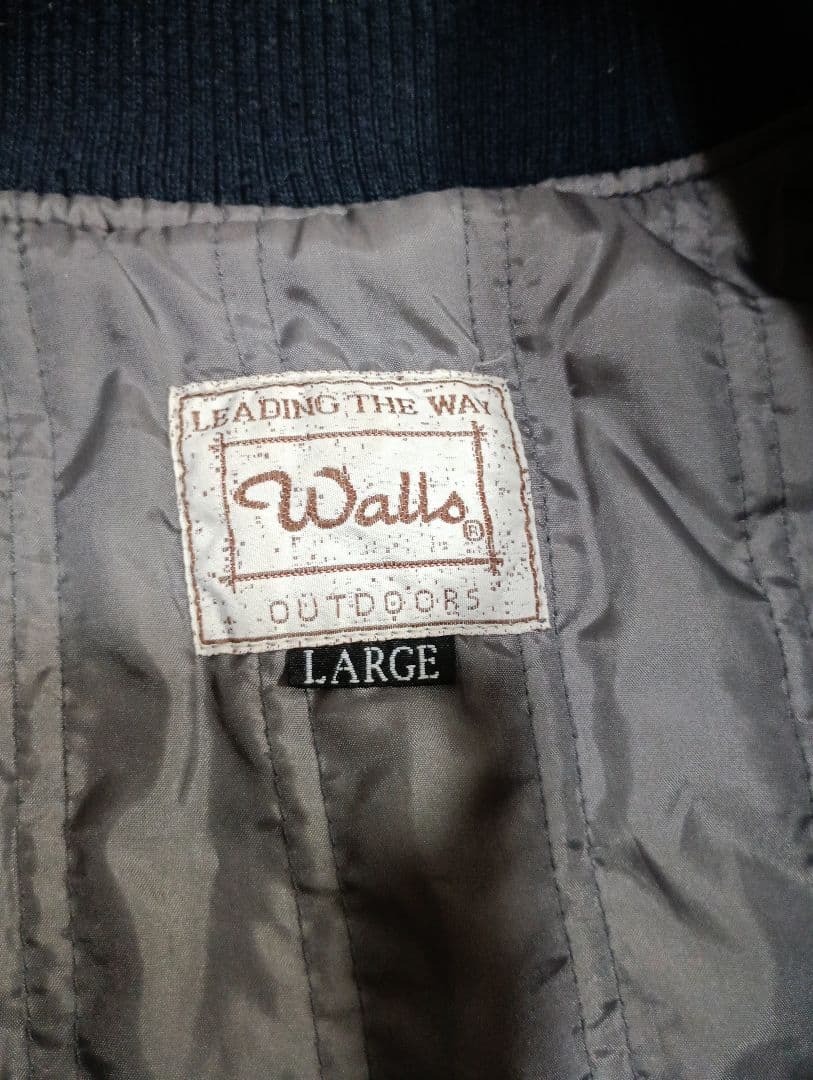 LEADING THE WAY
Walls®
OUTDOORS
LARGE